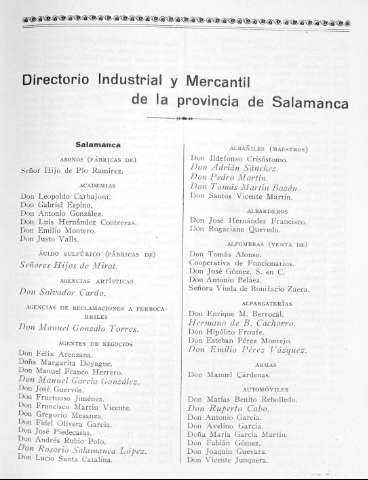 Directorio Industrial y Mercantil
de la provincia de Salamanca
Salamanca
ABONOS (FÁBRICAS DE)
Señor Hijo de Pío Ramírez.
ACADEMIAS
Don Leopoldo Carbajosa.
Don Gabriel Espino.
Don Antonio González.
Don Luis Hernández Contreras.
Don Emilio Montero.
Don Justo Valls.
ÁCIDO SULFÚRICO (FÁBRICAS DE)
Señores Hijos de Mirat.
AGENCIAS ARTÍSTICAS
Don Salvador Cardo.
AGENCIAS DE RECLAMACIONES A FERROCA-
RRILES
Don Manuel Gonzalo Torres.
AGENTES DE NEGOCIOS
Don Félix Arenzana.
Doña Margarita Doyague.
Don Manuel Franco Herrero.
Don Manuel García González.
Don José Guervós.
Don Fructuoso Jiménez.
Don Francisco Martín Vicente.
Don Gregorio Mesanza.
Don Fidel Olivera García.
Don José Piedecasas.
Don Andrés Rubio Polo.
Don Rosario Salamanca López.
Don Lucio Santa Catalina.
ALBAÑILES (MAESTROS)
Don Ildefonso Crisóstomo.
Don Adrián Sánchez.
Don Pedro Martín.
Don Tomás Martín Bazán.
Don Santos Vicente Martín.
ALBARDEROS
Don José Hernández Francisco.
Don Rogaciano Quevedo.
ALFOMBRAS (VENTA DE)
Don Tomás Alonso.
Cooperativa de Funcionarios.
Don José Gómez, S. en C.
Don Antonio Peláez.
Señora Viuda de Bonifacio Zaera.
ALPARGATERÍAS
Don Enrique M. Berrocal.
Hermano de B. Cachorro.
Don Hipólito Froufe.
Don Esteban Pérez Montejo.
Don Emilio Pérez Vázquez.
ARMAS
Don Manuel Cárdenas.
AUTOMÓVILES
Don Matías Benito Rebolledo.
Don Ruperto Cabo.
Don Antonio García.
Don Avelino García.
Doña María García Martín.
Don Fabián Gómez.
Don Joaquín Guevara.
Don Vicente Junquera.